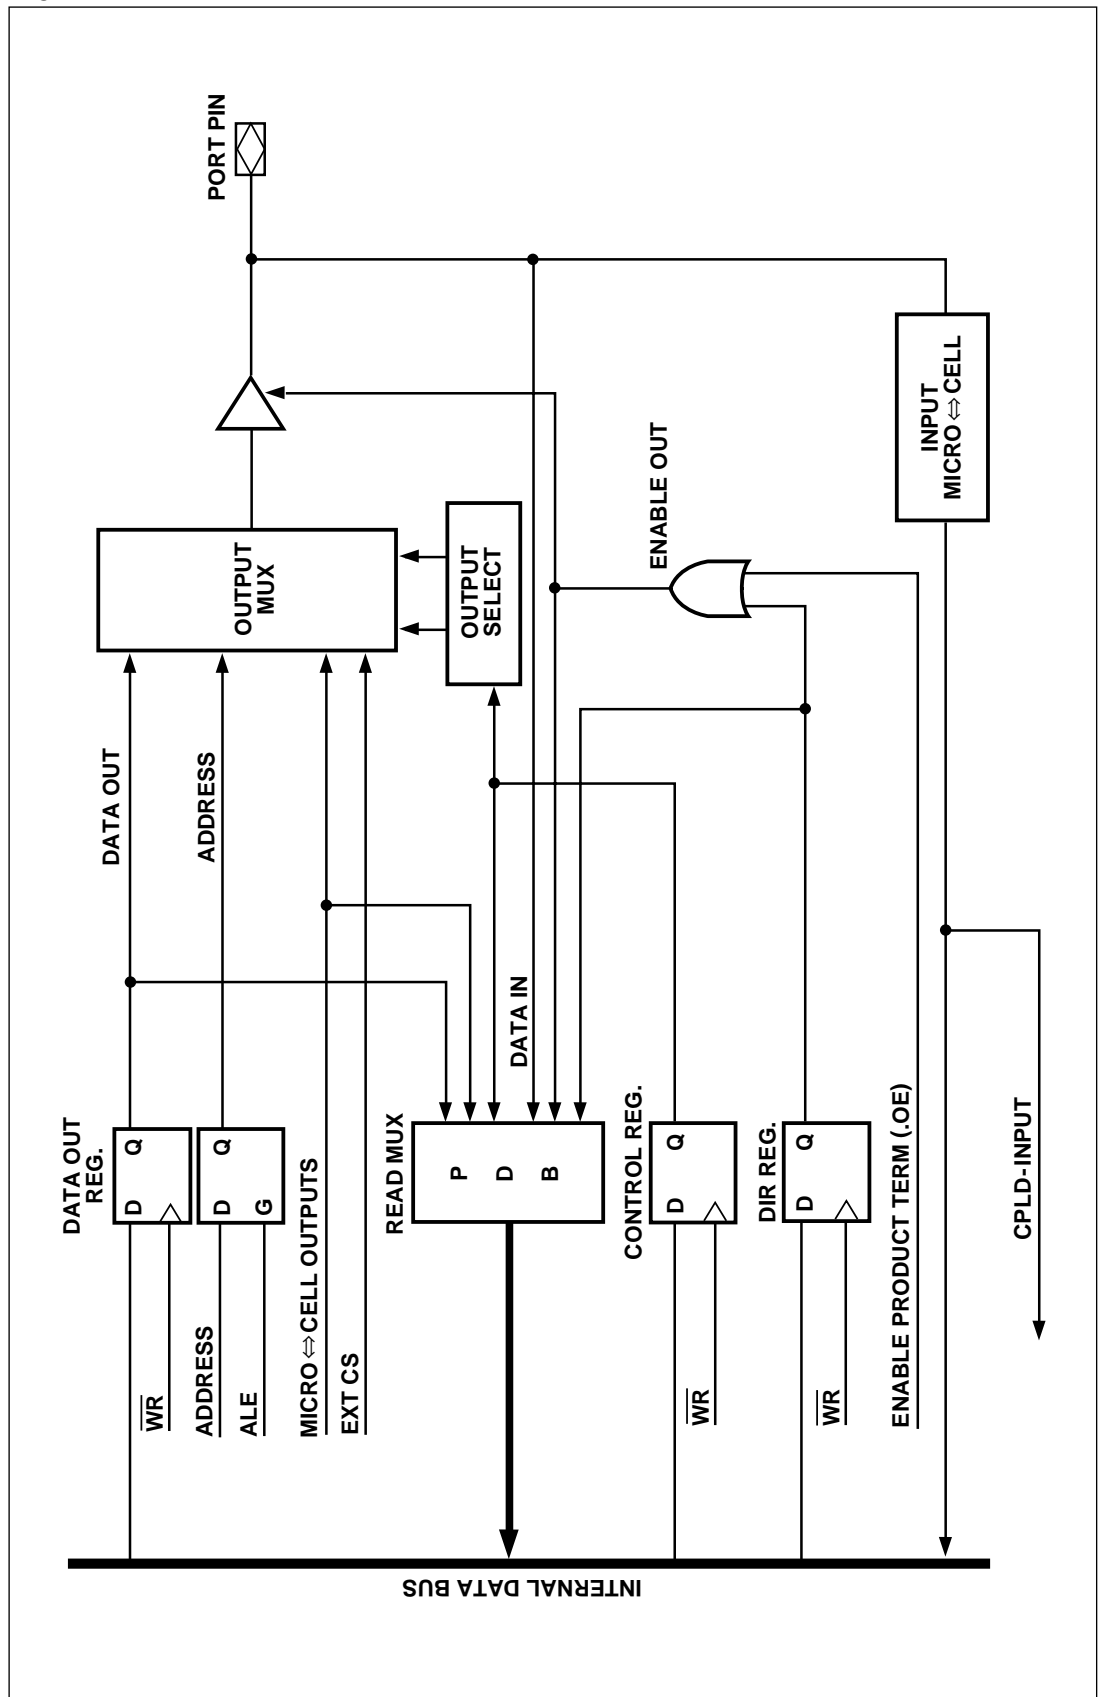 PORT PIN
DATA OUT
ADDRESS
OUTPUT
MUX
OUTPUT
SELECT
ENABLE OUT
INPUT
MICRO⇔CELL
DATA OUT
REG.
D Q
D Q
G
WR
ADDRESS
ALE
MICRO⇔CELL OUTPUTS
EXT CS
READ MUX
P
D
B
DATA IN
CONTROL REG.
D Q
WR
DIR REG.
D Q
WR
ENABLE PRODUCT TERM (.OE)
CPLD-INPUT
INTERNAL DATA BUS